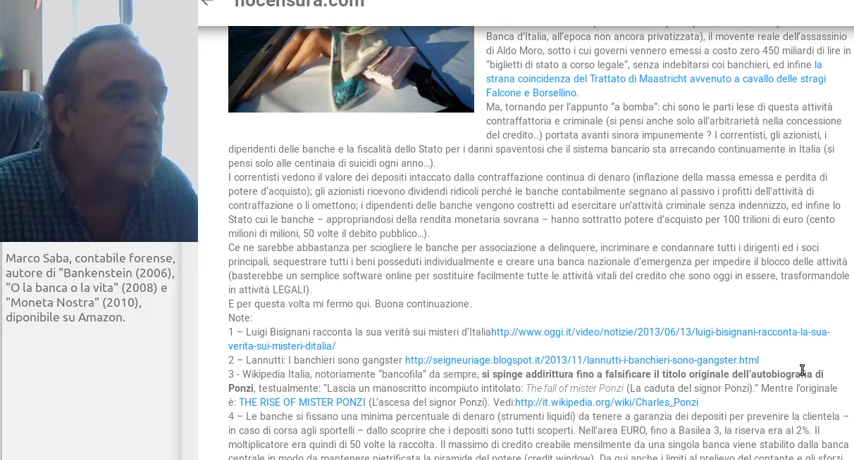 nocensura.com
Banca d'Italia, all'epoca non ancora privatizzata), il movente reale dell'assassinio
di Aldo Moro, sotto i cui governi vennero emessi a costo zero 450 miliardi di lire in
"biglietti di stato a corso legale", senza indebitarsi coi banchieri, ed infine la
strana coincidenza del Trattato di Maastricht avvenuto a cavallo delle stragi
Falcone e Borsellino.
Ma, tornando per l'appunto "a bomba": chi sono le parti lese di questa attività
contraffattoria e criminale (si pensi anche solo all'arbitrarietà nella concessione
del credito..) portata avanti sinora impunemente ? I correntisti, gli azionisti, i
dipendenti delle banche e la fiscalità dello Stato per i danni spaventosi che il sistema bancario sta arrecando continuamente in Italia (si
pensi solo alle centinaia di suicidi ogni anno…).
I correntisti vedono il valore dei depositi intaccato dalla contraffazione continua di denaro (inflazione della massa emessa e perdita di
potere d'acquisto); gli azionisti ricevono dividendi ridicoli perché le banche contabilmente segnano al passivo i profitti dell'attività di
contraffazione o li omettono; i dipendenti delle banche vengono costretti ad esercitare un'attività criminale senza indennizzo, ed infine lo
Stato cui le banche – appropriandosi della rendita monetaria sovrana – hanno sottratto potere d'acquisto per 100 trilioni di euro (cento
milioni di milioni, 50 volte il debito pubblico…).
Ce ne sarebbe abbastanza per sciogliere le banche per associazione a delinquere, incriminare e condannare tutti i dirigenti ed i soci
principali, sequestrare tutti i beni posseduti individualmente e creare una banca nazionale d'emergenza per impedire il blocco delle attività
(basterebbe un semplice software online per sostituire facilmente tutte le attività vitali del credito che sono oggi in essere, trasformandole
in attività LEGALI).
E per questa volta mi fermo qui. Buona continuazione.
Note:
1 – Luigi Bisignani racconta la sua verità sui misteri d'Italiahttp://www.oggi.it/video/notizie/2013/06/13/luigi-bisignani-racconta-la-sua-
verita-sui-misteri-ditalia/
2 – Lannutti: I banchieri sono gangster http://seigneuriage.blogspot.it/2013/11/lannutti-i-banchieri-sono-gangster.html
3 - Wikipedia Italia, notoriamente "bancofila" da sempre, si spinge addirittura fino a falsificare il titolo originale dell'autobiografia di
Ponzi, testualmente: "Lascia un manoscritto incompiuto intitolato: The fall of mister Ponzi (La caduta del signor Ponzi)." Mentre l'originale
è: THE RISE OF MISTER PONZI (L'ascesa del signor Ponzi). Vedi:http://it.wikipedia.org/wiki/Charles_Ponzi
4 – Le banche si fissano una minima percentuale di denaro (strumenti liquidi) da tenere a garanzia dei depositi per prevenire la clientela –
in caso di corsa agli sportelli – dallo scoprire che i depositi sono tutti scoperti. Nell'area EURO, fino a Basilea 3, la riserva era al 2%. Il
moltiplicatore era quindi di 50 volte la raccolta. Il massimo di credito creabile mensilmente da una singola banca viene stabilito dalla banca
centrale in modo da mantenere pietrificata la piramide del potere (credit window). Da qui anche i limiti al prelievo del contante e gli sforzi
Marco Saba, contabile forense,
autore di "Bankenstein (2006),
"O la banca o la vita" (2008) e
"Moneta Nostra" (2010),
diponibile su Amazon.